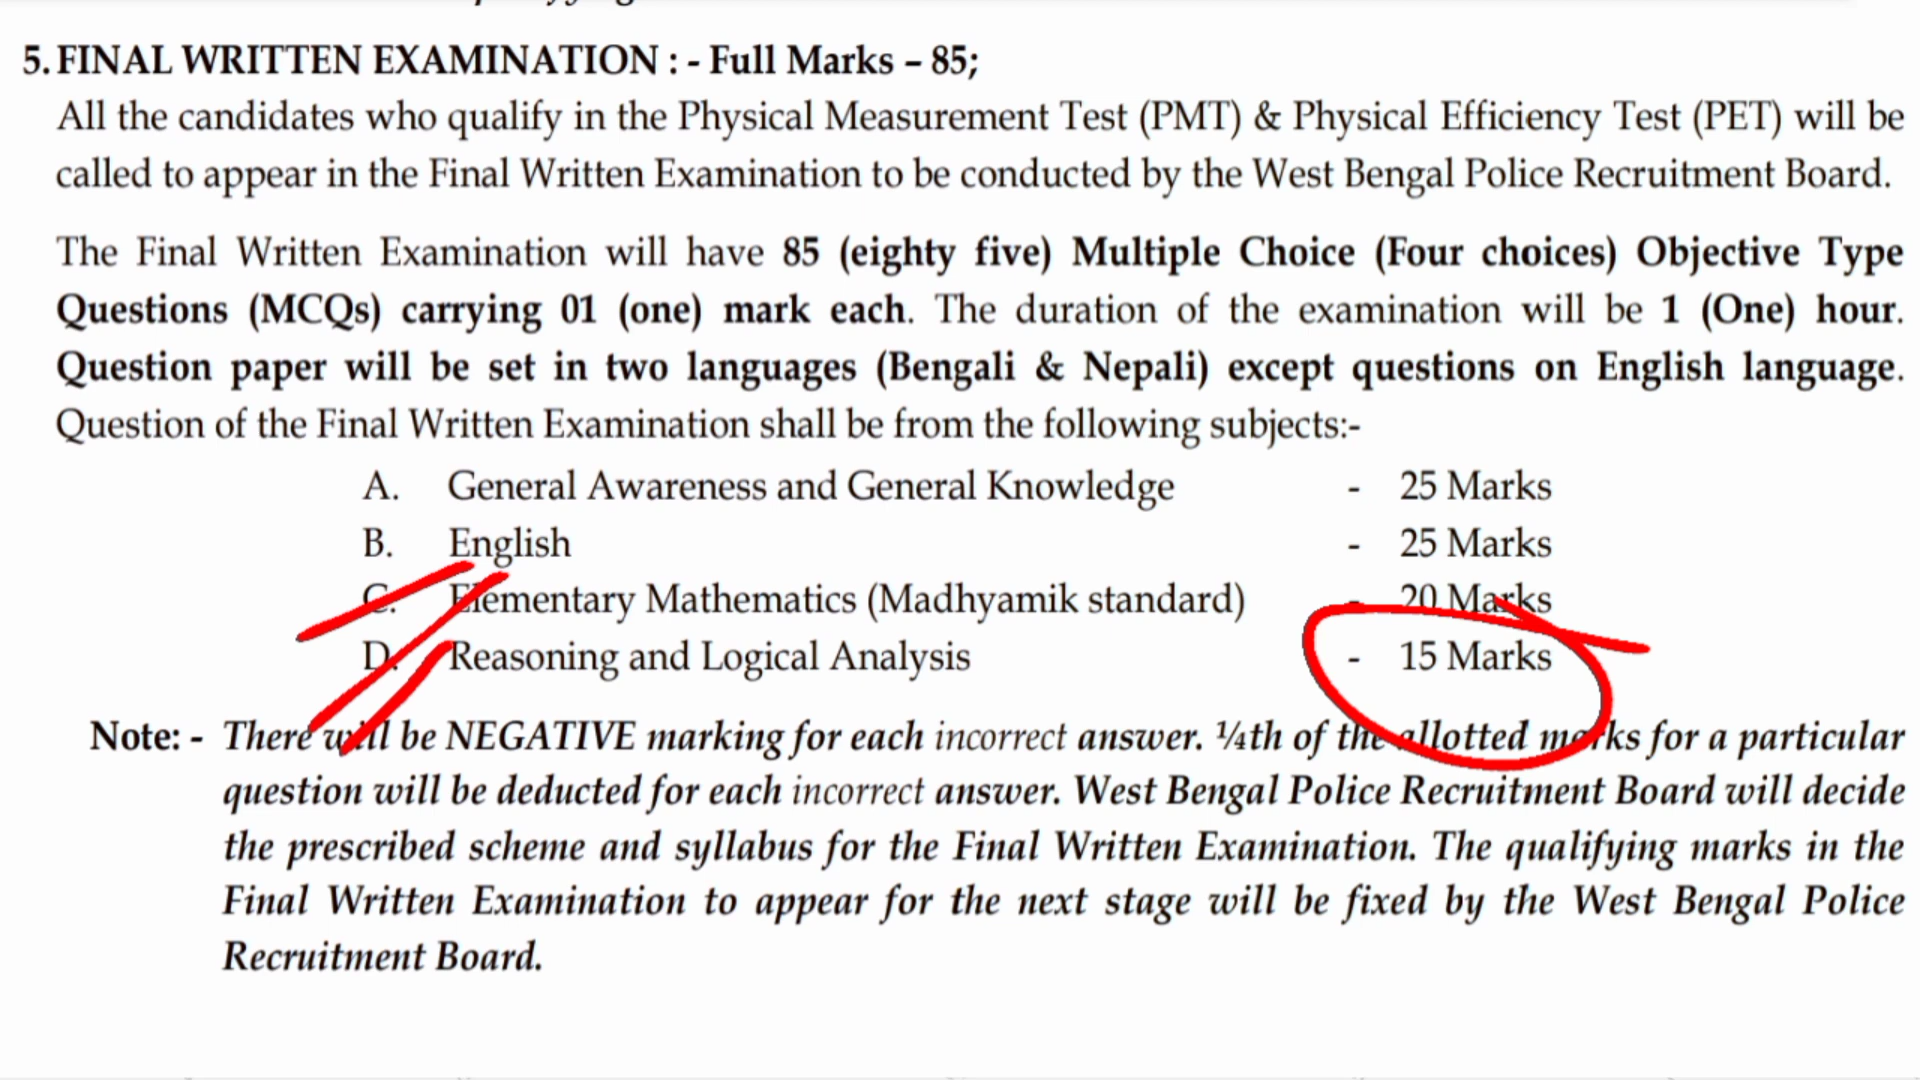 5. FINAL WRITTEN EXAMINATION : - Full Marks – 85;
All the candidates who qualify in the Physical Measurement Test (PMT) & Physical Efficiency Test (PET) will be
called to appear in the Final Written Examination to be conducted by the West Bengal Police Recruitment Board.
The Final Written Examination will have 85 (eighty five) Multiple Choice (Four choices) Objective Type
Questions (MCQs) carrying 01 (one) mark each. The duration of the examination will be 1 (One) hour.
Question paper will be set in two languages (Bengali & Nepali) except questions on English language.
Question of the Final Written Examination shall be from the following subjects:-
A. General Awareness and General Knowledge - 25 Marks
B. English - 25 Marks
C. Elementary Mathematics (Madhyamik standard) - 20 Marks
D. Reasoning and Logical Analysis - 15 Marks
Note: - There will be NEGATIVE marking for each incorrect answer. ¼th of the allotted marks for a particular
question will be deducted for each incorrect answer. West Bengal Police Recruitment Board will decide
the prescribed scheme and syllabus for the Final Written Examination. The qualifying marks in the
Final Written Examination to appear for the next stage will be fixed by the West Bengal Police
Recruitment Board.